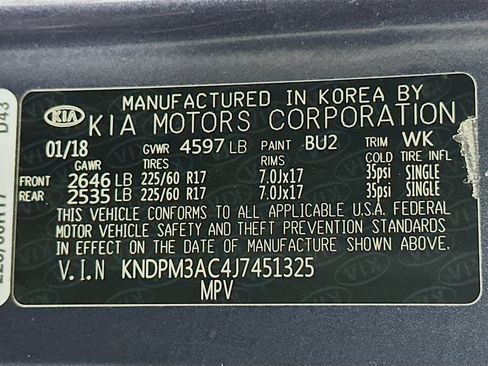 MANUFACTURED IN KOREA BY
KIA KIA MOTORS CORPORATION
01/18 GVWR 4597 LB PAINT BU2 TRIM WK
GAWR TIRES RIMS COLD TIRE INFL
FRONT 2646 LB 225/60 R17 7.0Jx17 35psi SINGLE
REAR 2535 LB 225/60 R17 7.0Jx17 35psi SINGLE
THIS VEHICLE CONFORMS TO ALL APPLICABLE U.S.A. FEDERAL
MOTOR VEHICLE SAFETY AND THEFT PREVENTION STANDARDS
IN EFFECT ON THE DATE OF MANUFACTURE SHOWN ABOVE.
V.I.N KNDPM3AC4J7451325
MPV
D43